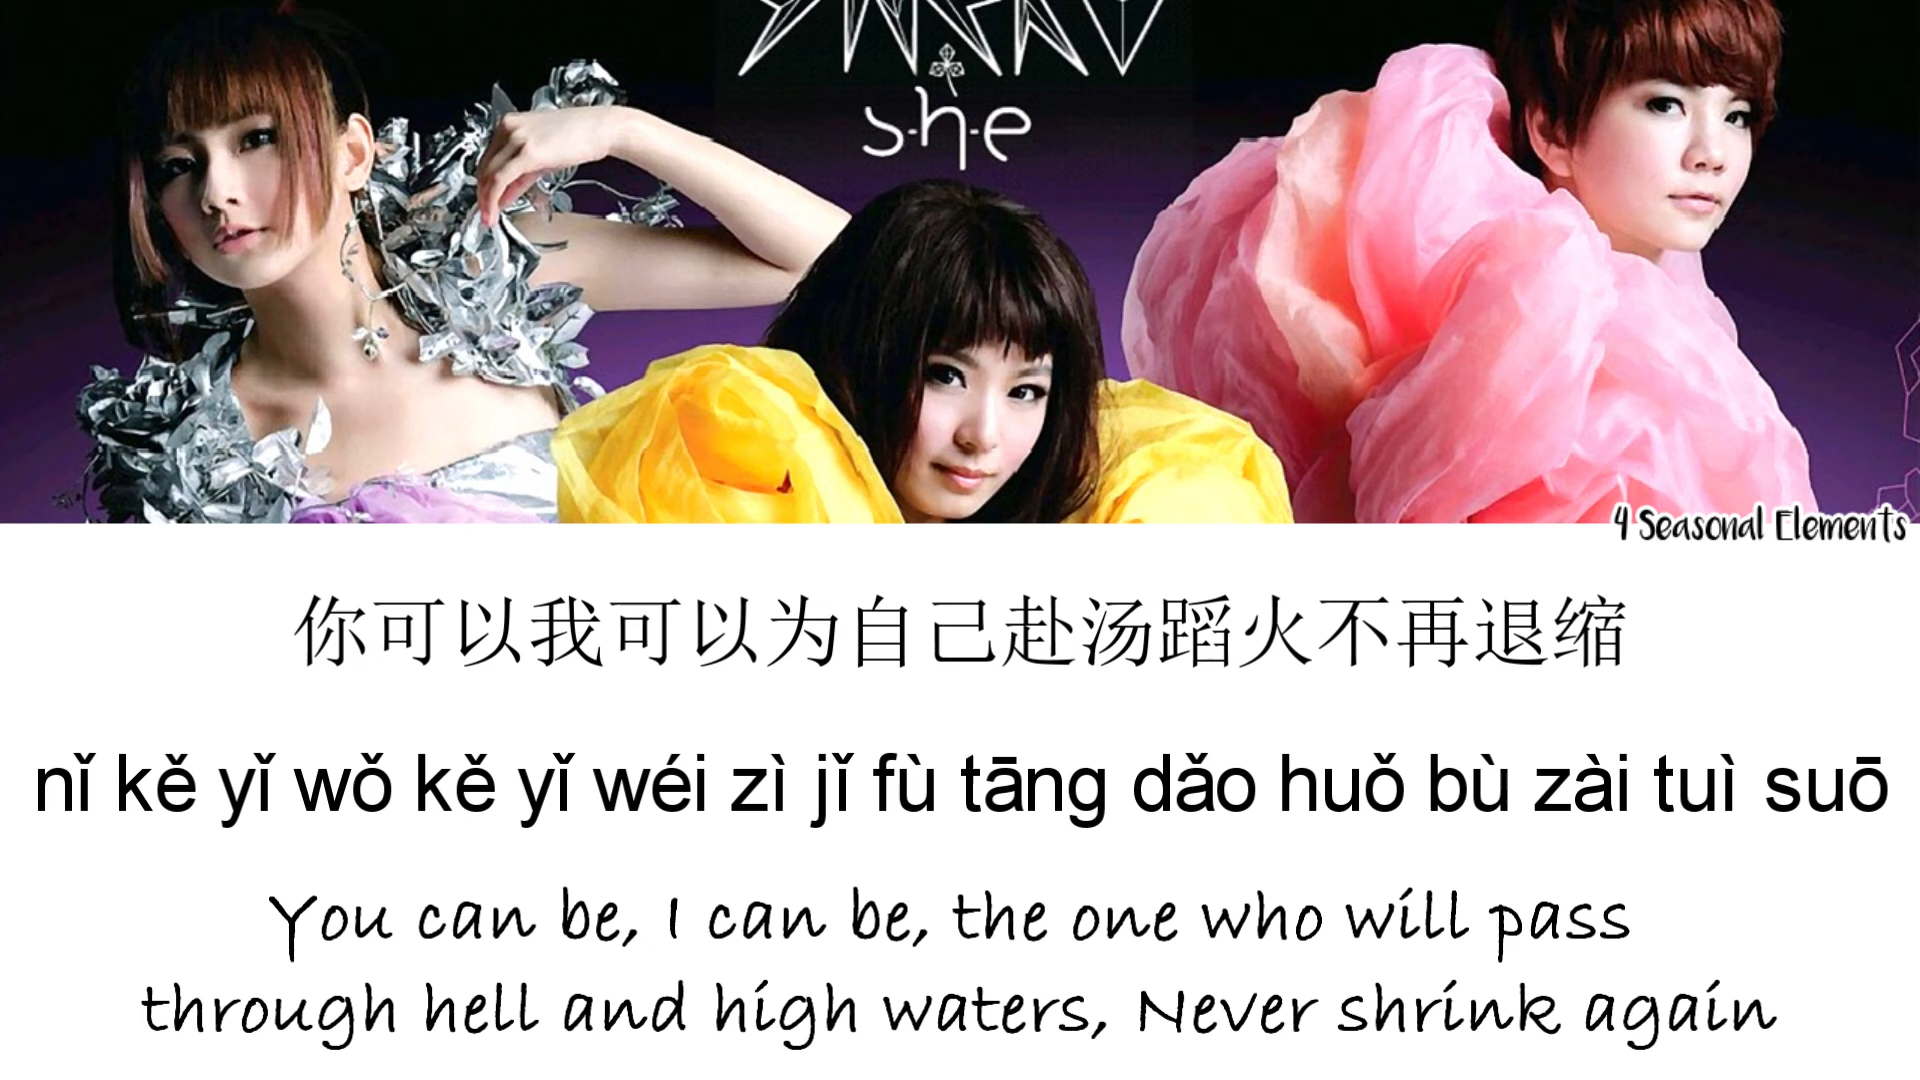 s-h-e
4 Seasonal Elements
你可以我可以为自己赴汤蹈火不再退缩
nǐ kě yǐ wǒ kě yǐ wéi zì jǐ fù tāng dǎo huǒ bù zài tuì suō
You can be, I can be, the one who will pass
through hell and high waters, Never shrink again